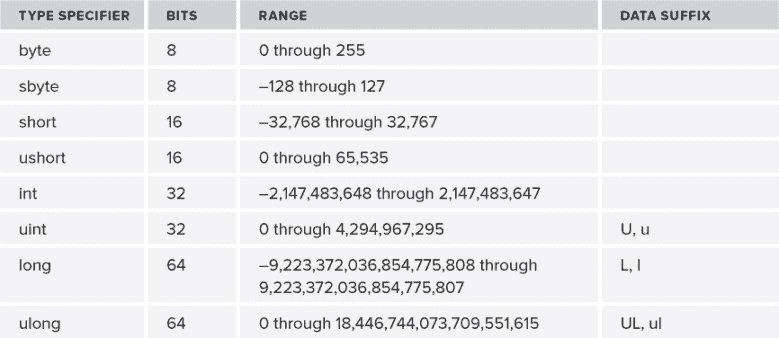 TYPE SPECIFIER BITS RANGE DATA SUFFIX
byte 8 0 through 255
sbyte 8 –128 through 127
short 16 –32,768 through 32,767
ushort 16 0 through 65,535
int 32 –2,147,483,648 through 2,147,483,647
uint 32 0 through 4,294,967,295 U, u
long 64 –9,223,372,036,854,775,808 through L, l
9,223,372,036,854,775,807
ulong 64 0 through 18,446,744,073,709,551,615 UL, ul